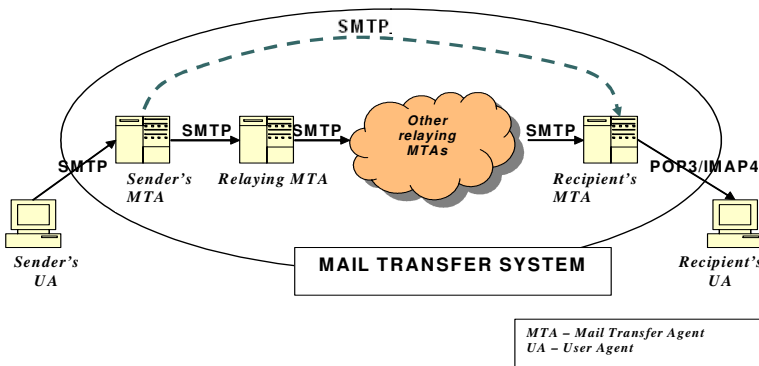 SMTP.
Other
relaying
MTAs
SMTP
SMTP
SMTP
SMTP
POP3/IMAP4
Sender's
MTA
Relaying MTA
Recipient's
MTA
Sender's
UA
MAIL TRANSFER SYSTEM
Recipient's
UA
MTA – Mail Transfer Agent
UA – User Agent